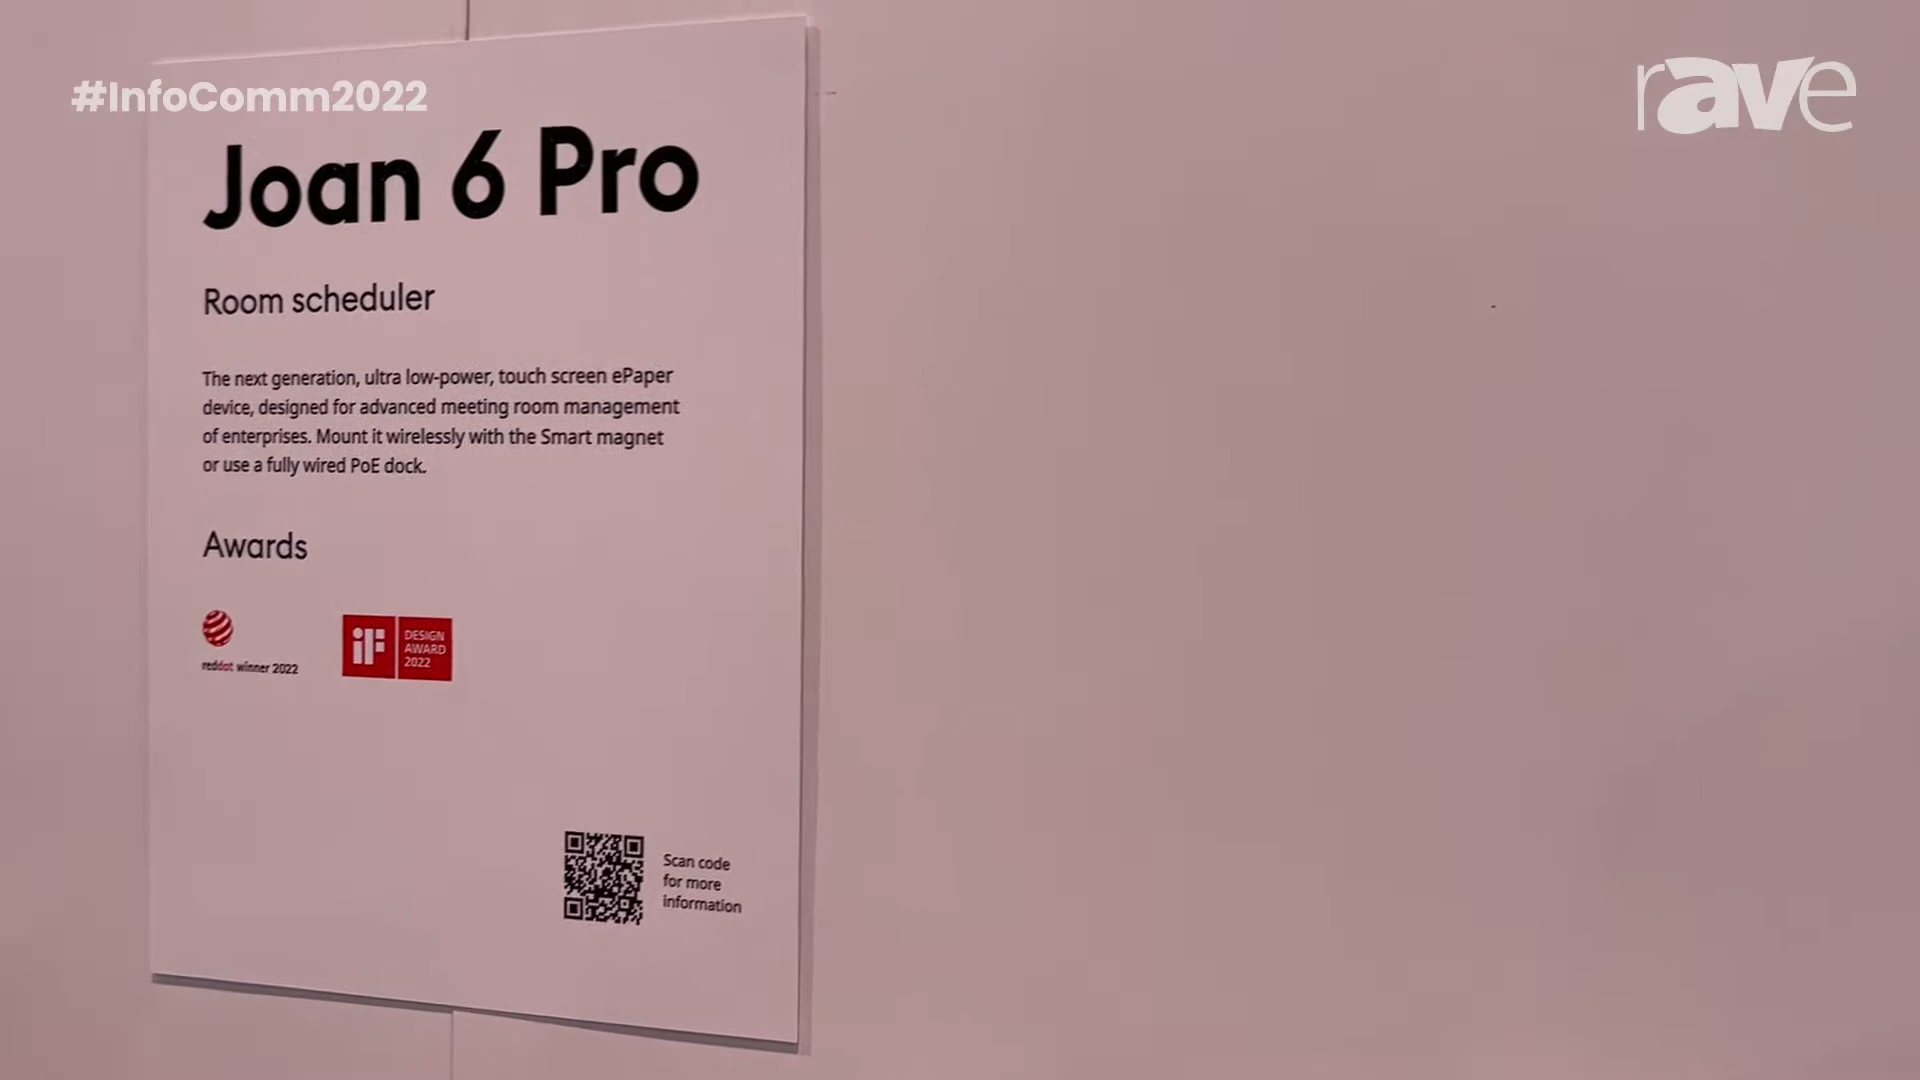 #InfoComm2022
rave
Joan 6 Pro
Room scheduler
The next generation, ultra low-power, touch screen ePaper
device, designed for advanced meeting room management
of enterprises. Mount it wirelessly with the Smart magnet
or use a fully wired PoE dock.
Awards
reddot winner 2022
iF
DESIGN
AWARD
2022
Scan code
for more
information